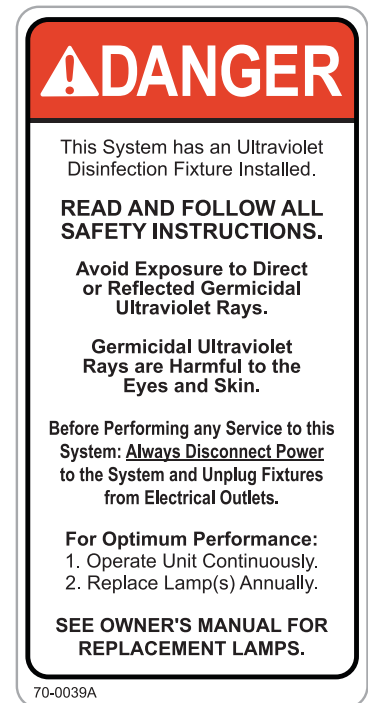 DANGER
This System has an Ultraviolet
Disinfection Fixture Installed.
READ AND FOLLOW ALL
SAFETY INSTRUCTIONS.
Avoid Exposure to Direct
or Reflected Germicidal
Ultraviolet Rays.
Germicidal Ultraviolet
Rays are Harmful to the
Eyes and Skin.
Before Performing any Service to this
System: Always Disconnect Power
to the System and Unplug Fixtures
from Electrical Outlets.
For Optimum Performance:
1. Operate Unit Continuously.
2. Replace Lamp(s) Annually.
SEE OWNER'S MANUAL FOR
REPLACEMENT LAMPS.
70-0039A